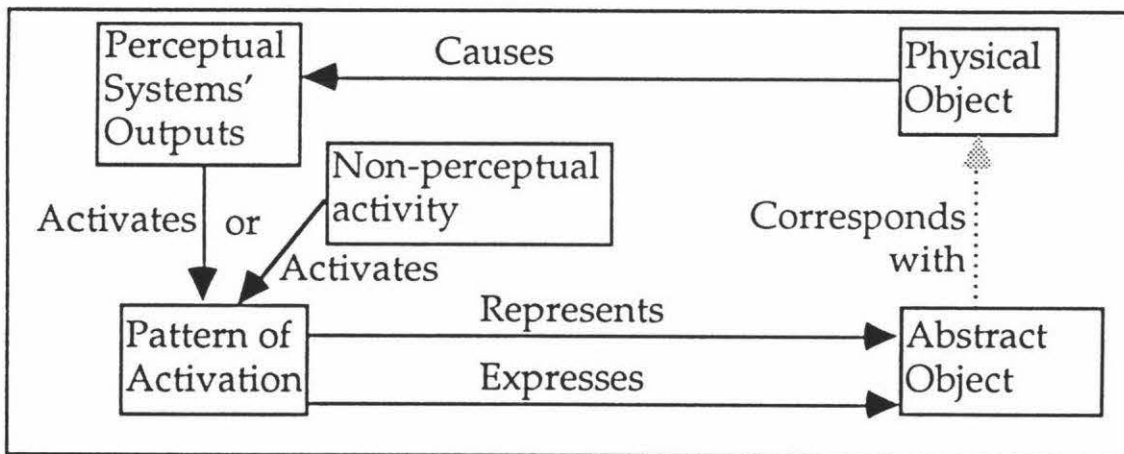 Perceptual
Systems’
Outputs
Causes
Physical
Object
Non-perceptual
activity
Activates
or
Activates
Corresponds
with
Pattern of
Activation
Represents
Expresses
Abstract
Object